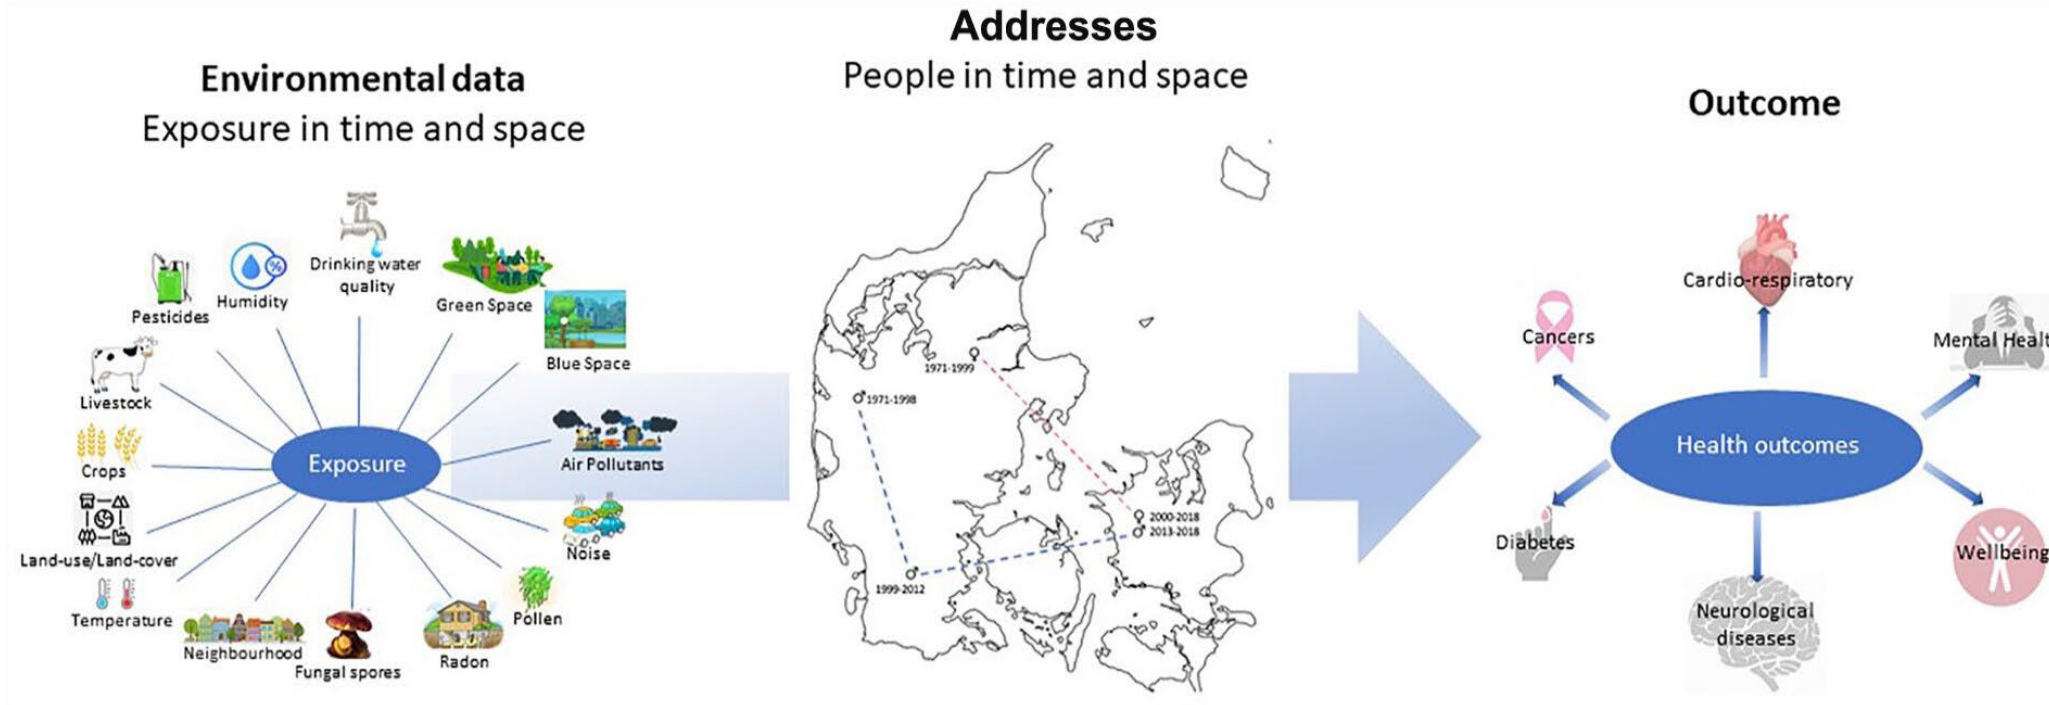 Environmental data
Exposure in time and space
Drinking water
quality
Humidity
Green Space
Pesticides
Blue Space
Livestock
Air Pollutants
Crops
Exposure
Noise
Land-use/Land-cover
Temperature
Pollen
Neighbourhood
Radon
Fungal spores
Addresses
People in time and space
♀
1971-1999
♂1971-1998
♀ 2000-2018
♂ 2013-2018
♂
1999-2012
Outcome
Cardio-respiratory
Cancers
Mental Healt
Health outcomes
Diabetes
Wellbeing
Neurological
diseases
%